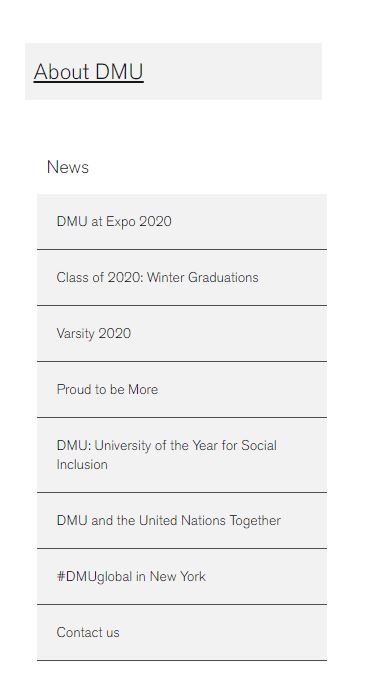 About DMU
News
DMU at Expo 2020
Class of 2020: Winter Graduations
Varsity 2020
Proud to be More
DMU: University of the Year for Social
Inclusion
DMU and the United Nations Together
#DMUglobal in New York
Contact us